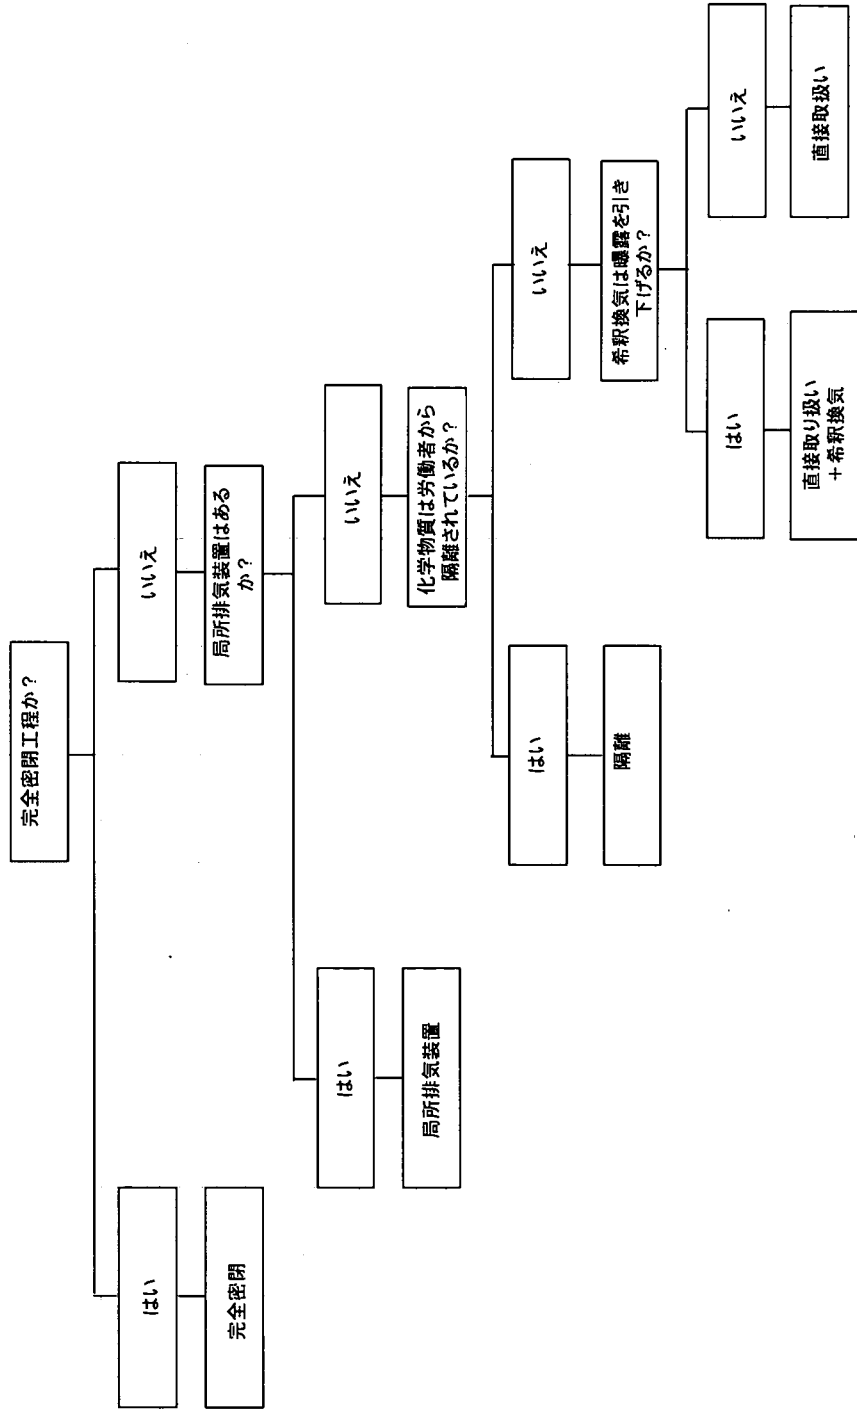 完全密閉工程か？
はい
いいえ
完全密閉
局所排気装置はある
か？
はい
いいえ
局所排気装置
化学物質は労働者から
隔離されているか？
はい
いいえ
隔離
希釈換気は曝露を引き
下げるか？
はい
いいえ
直接取り扱い
＋希釈換気
直接取扱い